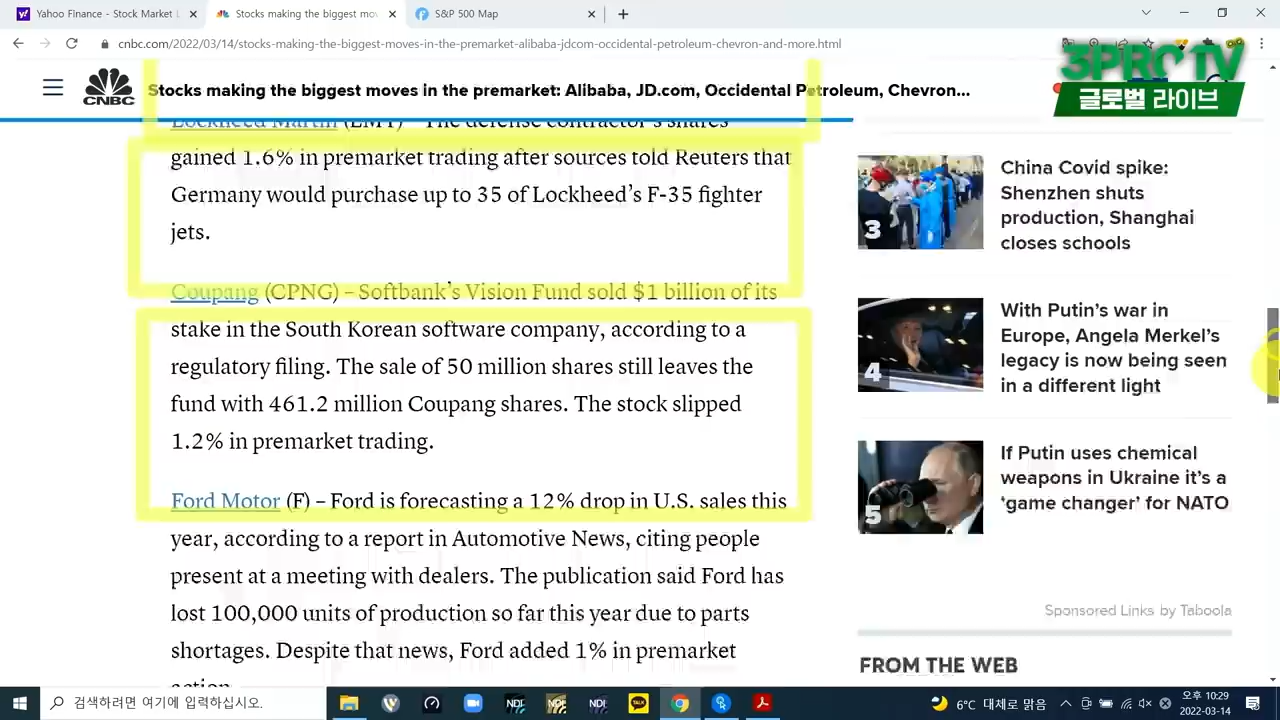 Yahoo Finance - Stock Market L
Stocks making the biggest mov
S&P 500 Map
cnbc.com/2022/03/14/stocks-making-the-biggest-moves-in-the-premarket-alibaba-jdcom-occidental-petroleum-chevron-and-more.html
3PROTV
글로벌 라이브
CNBC
Stocks making the biggest moves in the premarket: Alibaba, JD.com, Occidental Petroleum, Chevron...
Lockheed Martin (LMT) – The defense contractor's shares
gained 1.6% in premarket trading after sources told Reuters that
Germany would purchase up to 35 of Lockheed's F-35 fighter
jets.
Coupang (CPNG) – Softbank's Vision Fund sold $1 billion of its
stake in the South Korean software company, according to a
regulatory filing. The sale of 50 million shares still leaves the
fund with 461.2 million Coupang shares. The stock slipped
1.2% in premarket trading.
Ford Motor (F) – Ford is forecasting a 12% drop in U.S. sales this
year, according to a report in Automotive News, citing people
present at a meeting with dealers. The publication said Ford has
lost 100,000 units of production so far this year due to parts
shortages. Despite that news, Ford added 1% in premarket
3
China Covid spike:
Shenzhen shuts
production, Shanghai
closes schools
4
With Putin's war in
Europe, Angela Merkel's
legacy is now being seen
in a different light
5
If Putin uses chemical
weapons in Ukraine it's a
'game changer' for NATO
Sponsored Links by Taboola
FROM THE WEB
검색하려면 여기에 입력하십시오.
TALK
6°C 대체로 맑음
오후 10:29
2022-03-14